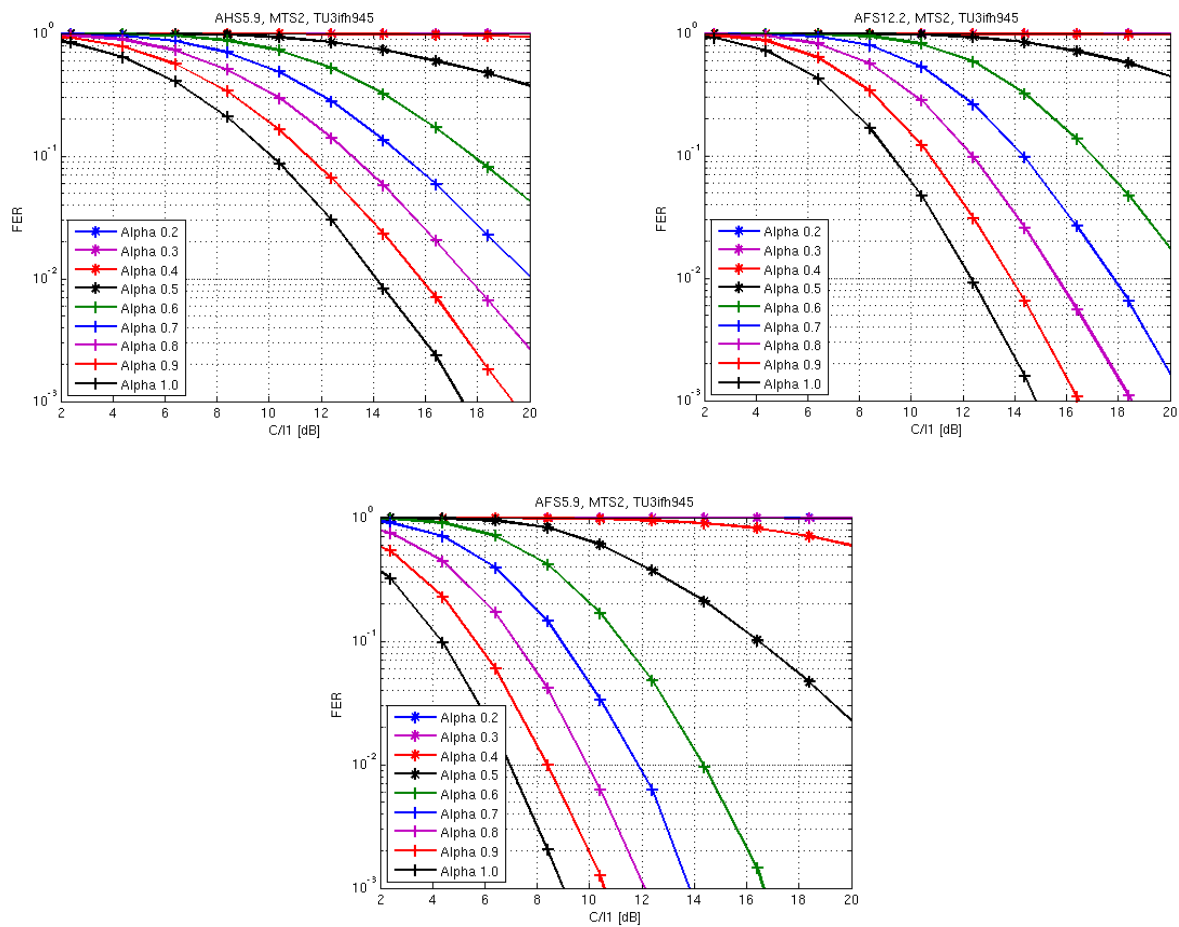 AHS5.9, MTS2, TU3ifh945
10^0
10^-1
10^-2
10^-3
FER
Alpha 0.2
Alpha 0.3
Alpha 0.4
Alpha 0.5
Alpha 0.6
Alpha 0.7
Alpha 0.8
Alpha 0.9
Alpha 1.0
2 4 6 8 10 12 14 16 18 20
C/I1 [dB]
AFS12.2, MTS2, TU3ifh945
10^0
10^-1
10^-2
10^-3
FER
Alpha 0.2
Alpha 0.3
Alpha 0.4
Alpha 0.5
Alpha 0.6
Alpha 0.7
Alpha 0.8
Alpha 0.9
Alpha 1.0
2 4 6 8 10 12 14 16 18 20
C/I1 [dB]
AFS5.9, MTS2, TU3ifh945
10^0
10^-1
10^-2
10^-3
FER
Alpha 0.2
Alpha 0.3
Alpha 0.4
Alpha 0.5
Alpha 0.6
Alpha 0.7
Alpha 0.8
Alpha 0.9
Alpha 1.0
2 4 6 8 10 12 14 16 18 20
C/I1 [dB]